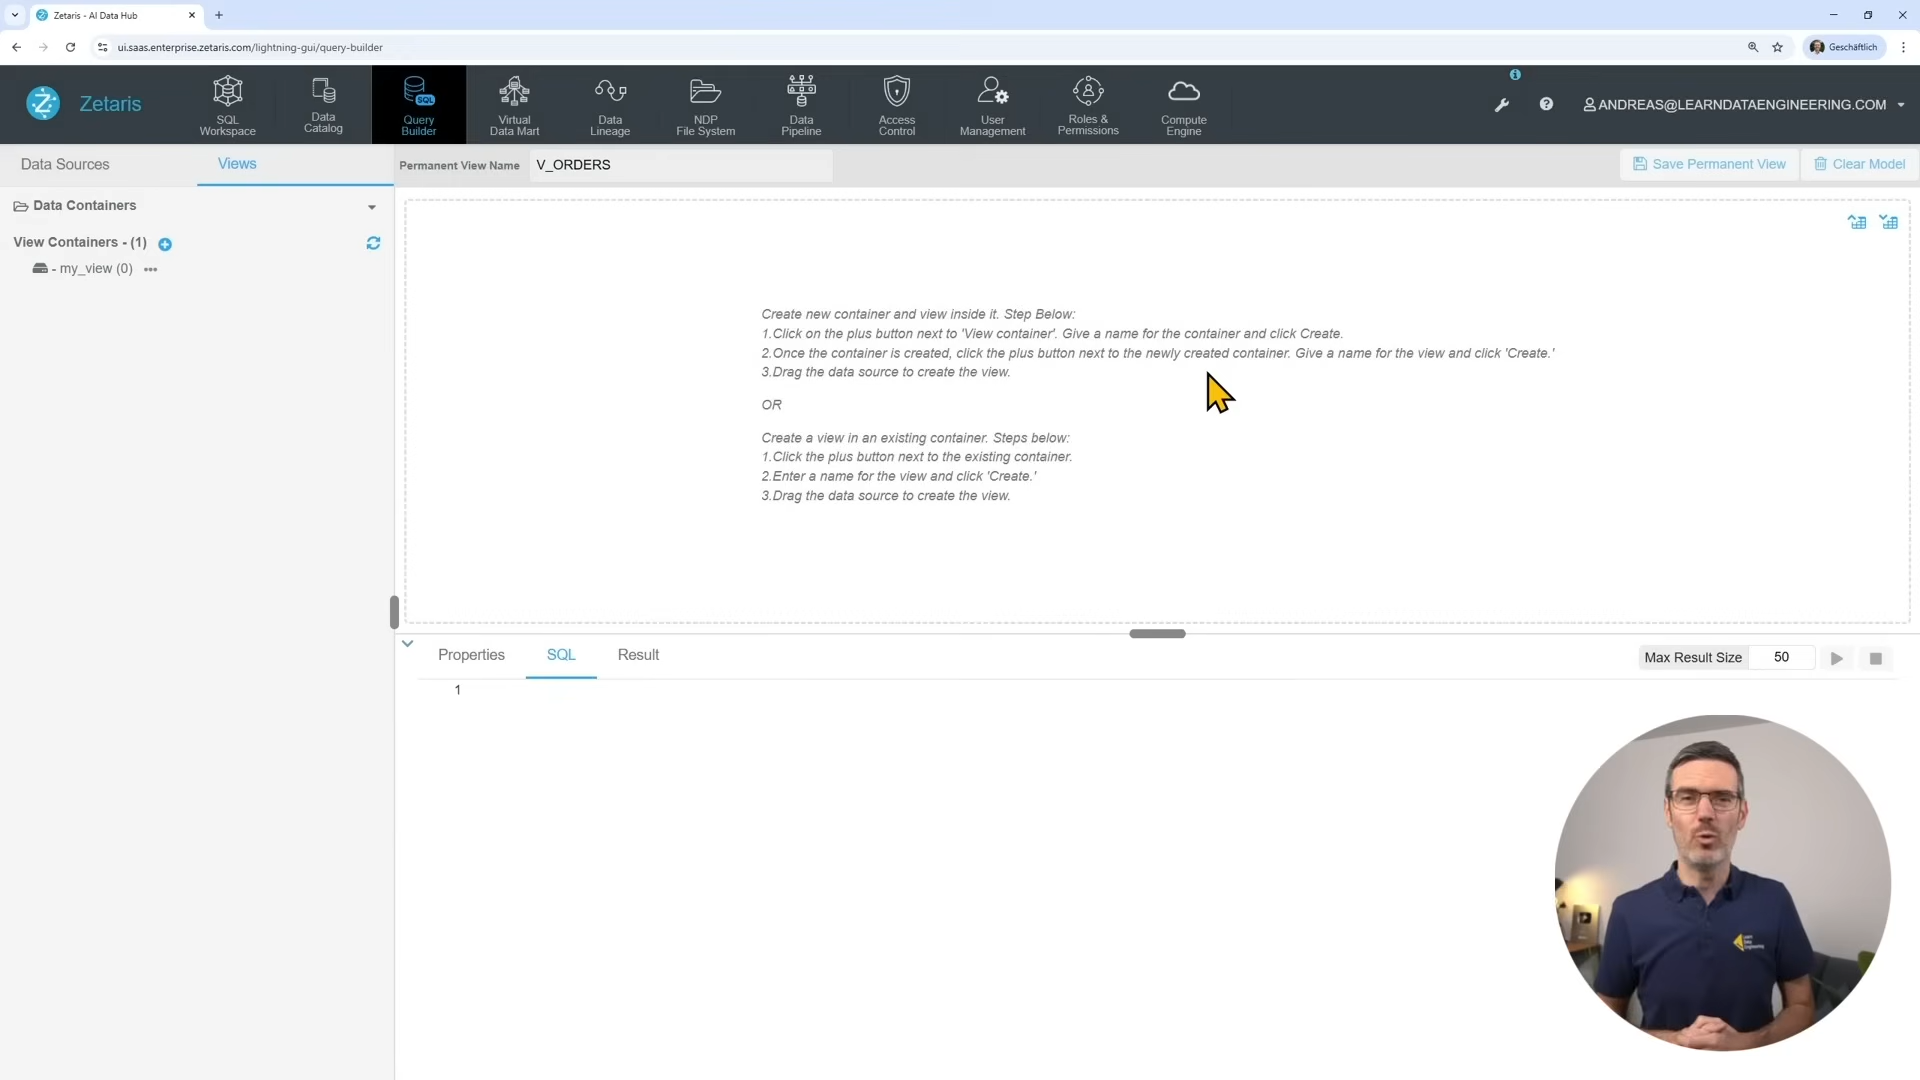 Zetaris - AI Data Hub
ui.saas.enterprise.zetaris.com/lightning-gui/query-builder
Geschäftlich
Zetaris
SQL
Workspace
Data
Catalog
SQL
Query
Builder
Virtual
Data Mart
Data
Lineage
NDP
File System
Data
Pipeline
Access
Control
User
Management
Roles &
Permissions
Compute
Engine
ANDREAS@LEARNDATAENGINEERING.COM
Data Sources
Views
Permanent View Name
V_ORDERS
Save Permanent View
Clear Model
Data Containers
View Containers - (1)
- my_view (0)
Create new container and view inside it. Step Below:
1.Click on the plus button next to 'View container'. Give a name for the container and click Create.
2.Once the container is created, click the plus button next to the newly created container. Give a name for the view and click 'Create.'
3.Drag the data source to create the view.
OR
Create a view in an existing container. Steps below:
1.Click the plus button next to the existing container.
2.Enter a name for the view and click 'Create.'
3.Drag the data source to create the view.
Properties
SQL
Result
Max Result Size
50
1
Learn
Data
Engineering